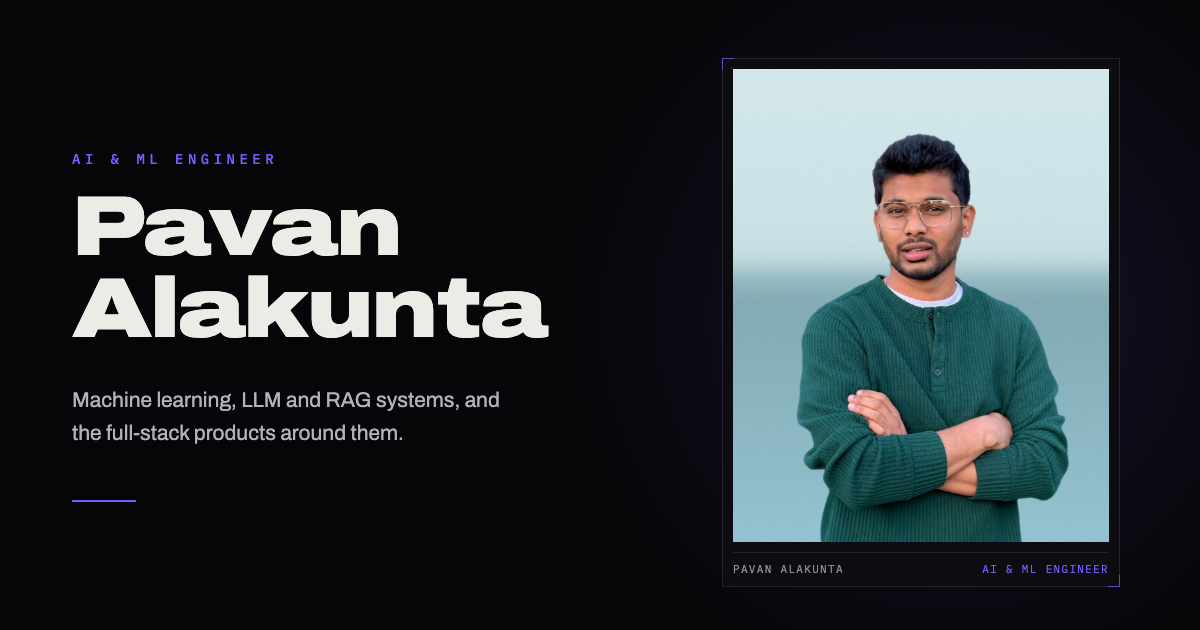 AI & ML ENGINEER
Pavan
Alakunta
Machine learning, LLM and RAG systems, and
the full-stack products around them.
PAVAN ALAKUNTA
AI & ML ENGINEER